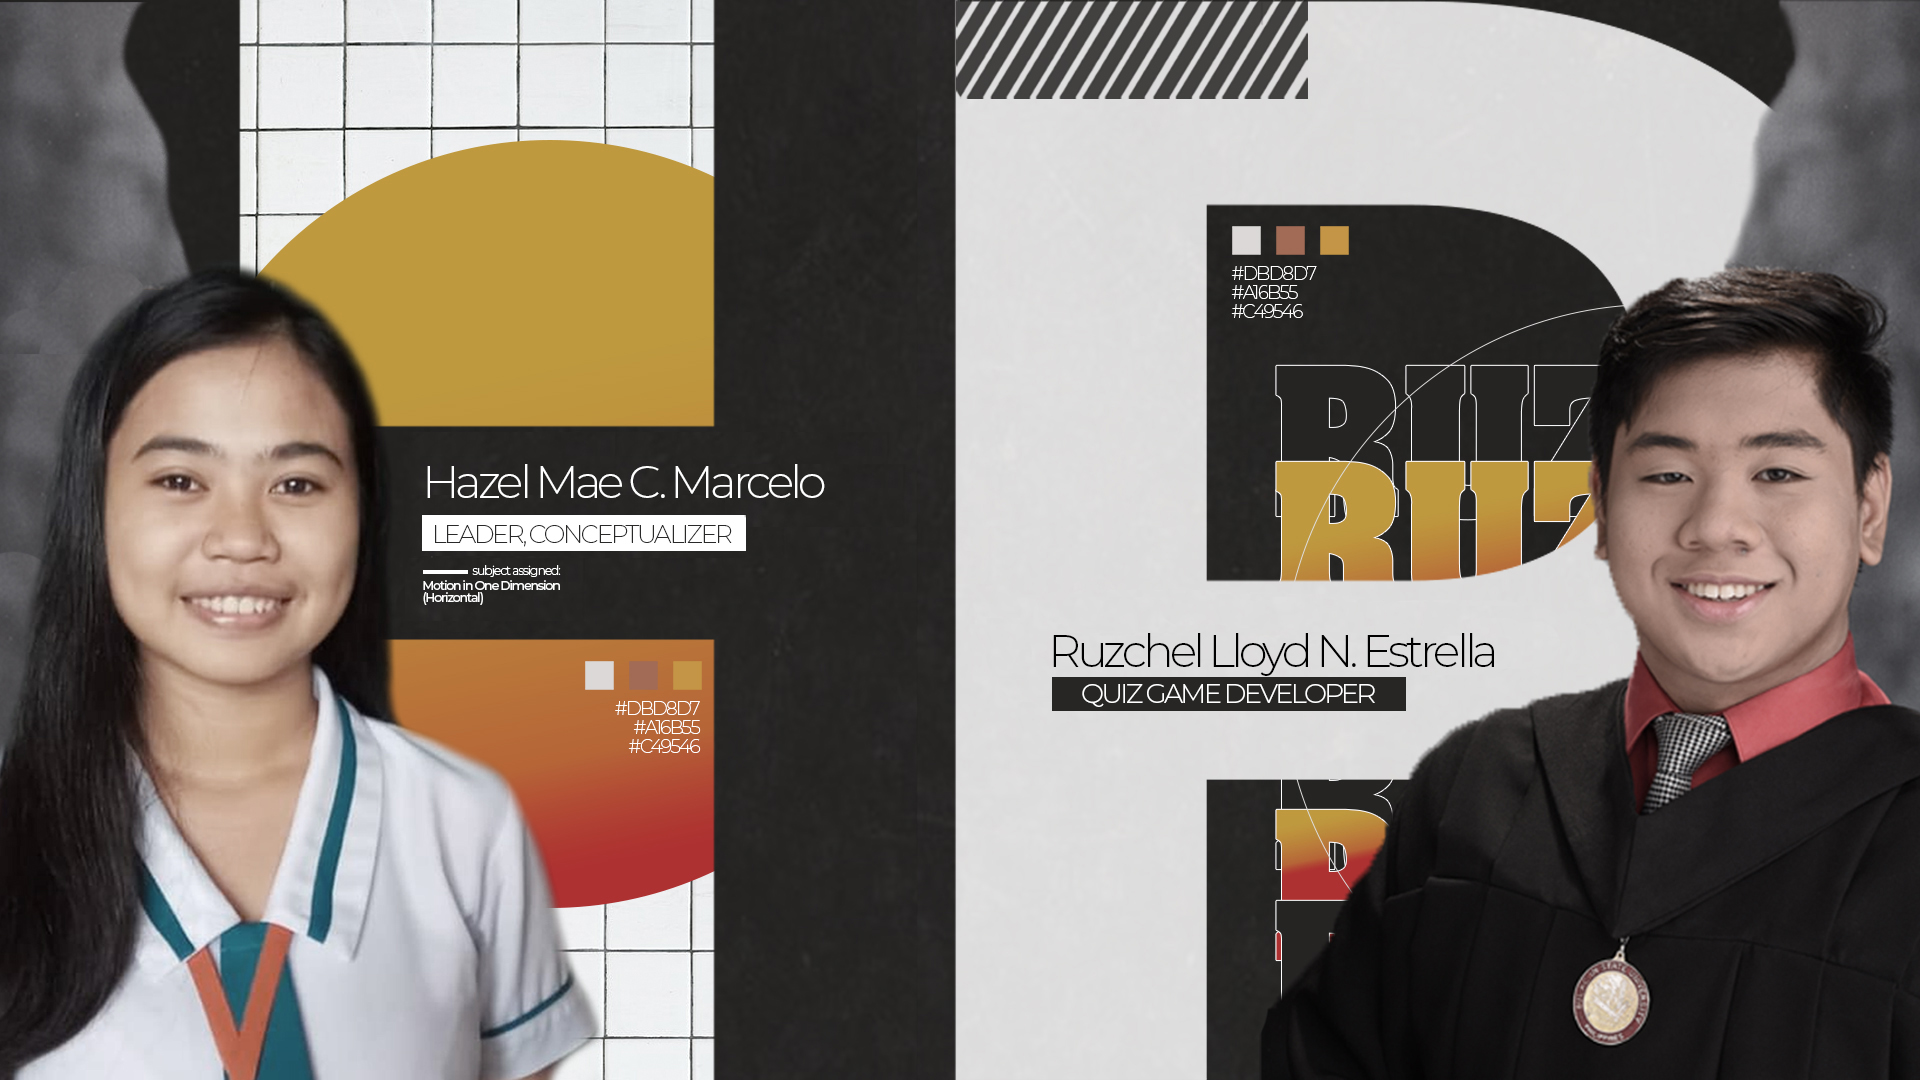 Hazel Mae C. Marcelo
LEADER, CONCEPTUALIZER
subject assigned:
Motion in One Dimension
(Horizontal)
#DBD8D7
#A16B55
#C49546
#DBD8D7
#A16B55
#C49546
Ruzchel Lloyd N. Estrella
QUIZ GAME DEVELOPER